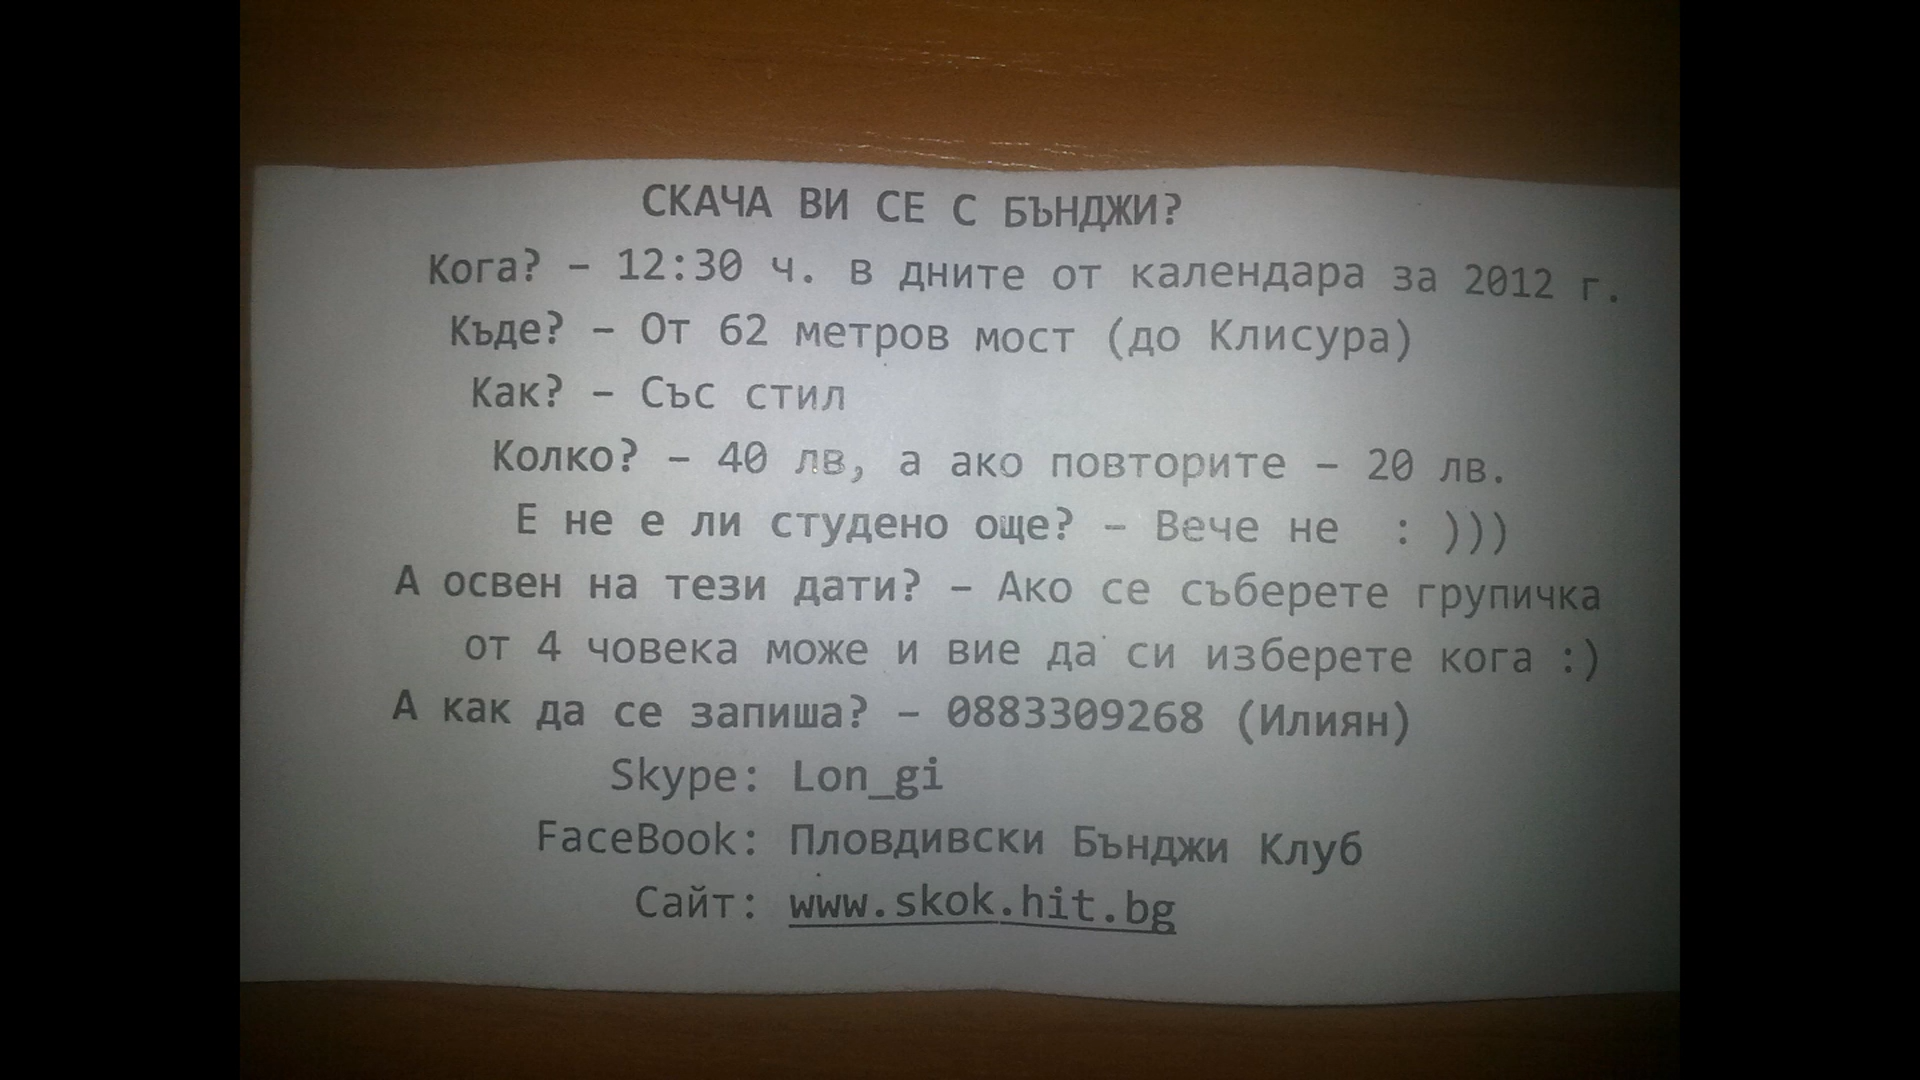 СКАЧА ВИ СЕ С БЪНДЖИ?
Кога? – 12:30 ч. в дните от календара за 2012 г.
Къде? – От 62 метров мост (до Клисура)
Как? – Със стил
Колко? – 40 лв, а ако повторите – 20 лв.
Е не е ли студено още? – Вече не : )))
А освен на тези дати? – Ако се съберете групичка
от 4 човека може и вие да си изберете кога :)
А как да се запиша? – 0883309268 (Илиян)
Skype: Lon_gi
FaceBook: Пловдивски Бънджи Клуб
Сайт: www.skok.hit.bg